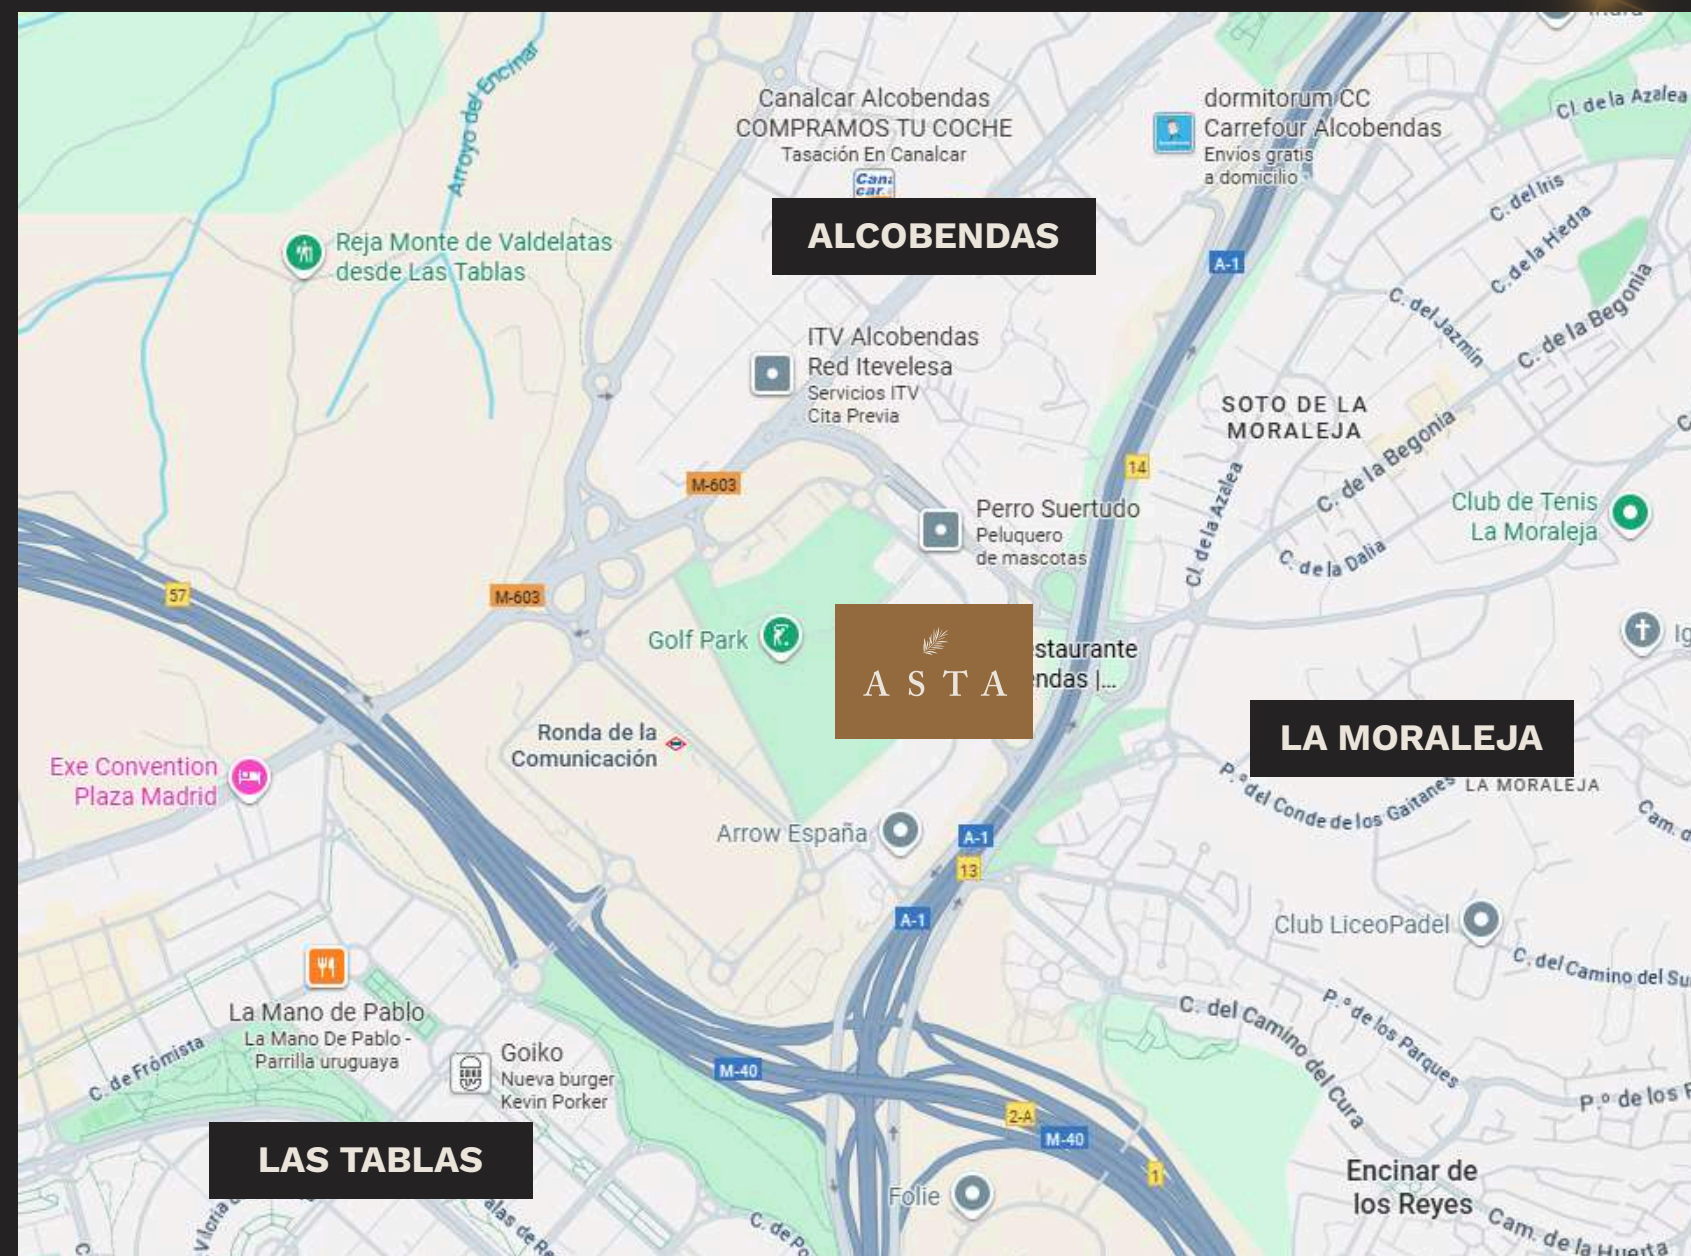 Arroyo del Encinar
Canalcar Alcobendas
COMPRAMOS TU COCHE
Tasación En Canalcar
Cana
car.
dormitorum CC
Carrefour Alcobendas
Envíos gratis
a domicilio
Cl. de la Azalea
C. del Iris
C. de la Hiedra
Reja Monte de Valdelatas
desde Las Tablas
ALCOBENDAS
A-1
C. del Jazmín
C. de la Begonia
ITV Alcobendas
Red Itevelesa
Servicios ITV
Cita Previa
SOTO DE LA
MORALEJA
C. de la Begonia
14
M-603
Cl. de la Azalea
Perro Suertudo
Peluquero
de mascotas
Club de Tenis
La Moraleja
C. de la Dalia
57
M-603
Golf Park
ASTA
estaurante
endas |...
Ronda de la
Comunicación
LA MORALEJA
LA MORALEJA
P.º del Conde de los Gaitanes
Exe Convention
Plaza Madrid
Arrow España
A-1
13
A-1
Club LiceoPadel
C. del Camino del Su
La Mano de Pablo
La Mano De Pablo -
Parrilla uruguaya
C. de Frómista
Goiko
Nueva burger
Kevin Porker
M-40
C. del Camino del Cura
P.º de los Parques
P.º de los P
2-A
M-40
1
LAS TABLAS
Folie
Encinar de
los Reyes
Cam. de la Huerta
C. de Po